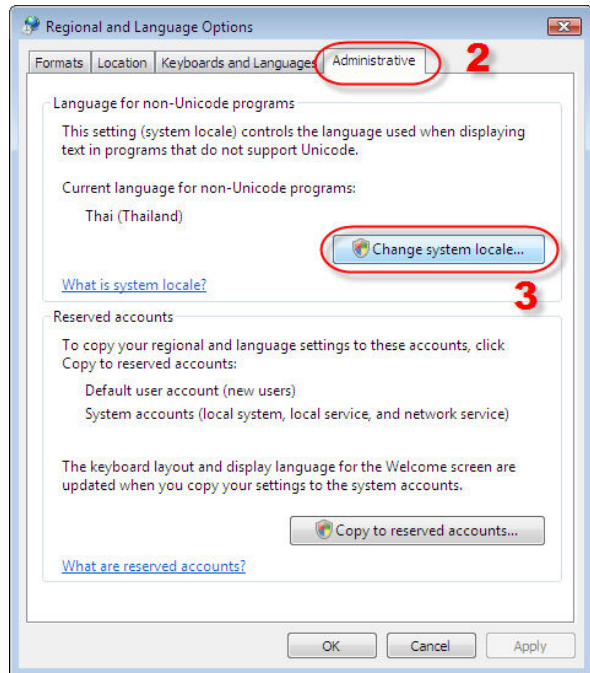 Regional and Language Options
Formats Location Keyboards and Languages Administrative 2
Language for non-Unicode programs
This setting (system locale) controls the language used when displaying
text in programs that do not support Unicode.
Current language for non-Unicode programs:
Thai (Thailand)
Change system locale...
What is system locale?
3
Reserved accounts
To copy your regional and language settings to these accounts, click
Copy to reserved accounts:
Default user account (new users)
System accounts (local system, local service, and network service)
The keyboard layout and display language for the Welcome screen are
updated when you copy your settings to the system accounts.
Copy to reserved accounts...
What are reserved accounts?
OK Cancel Apply